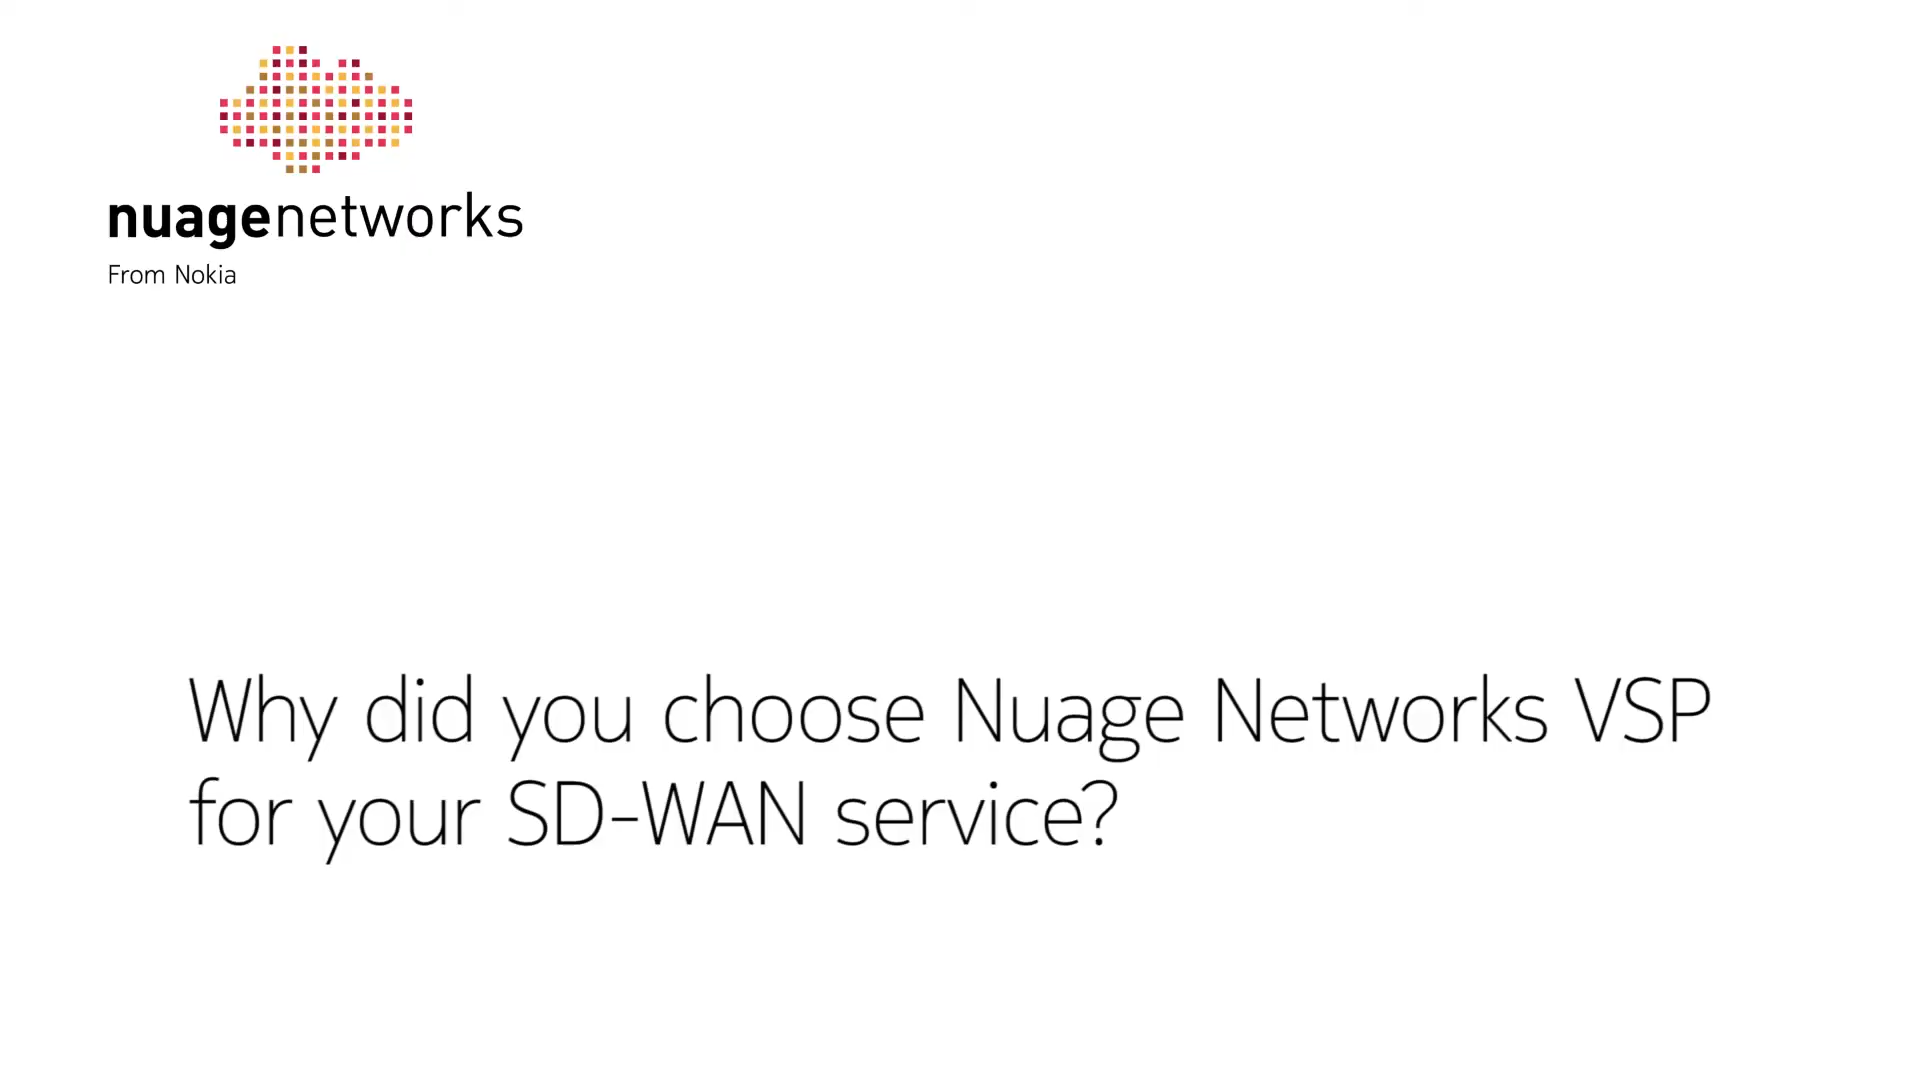 nuagenetworks
From Nokia
Why did you choose Nuage Networks VSP
for your SD-WAN service?